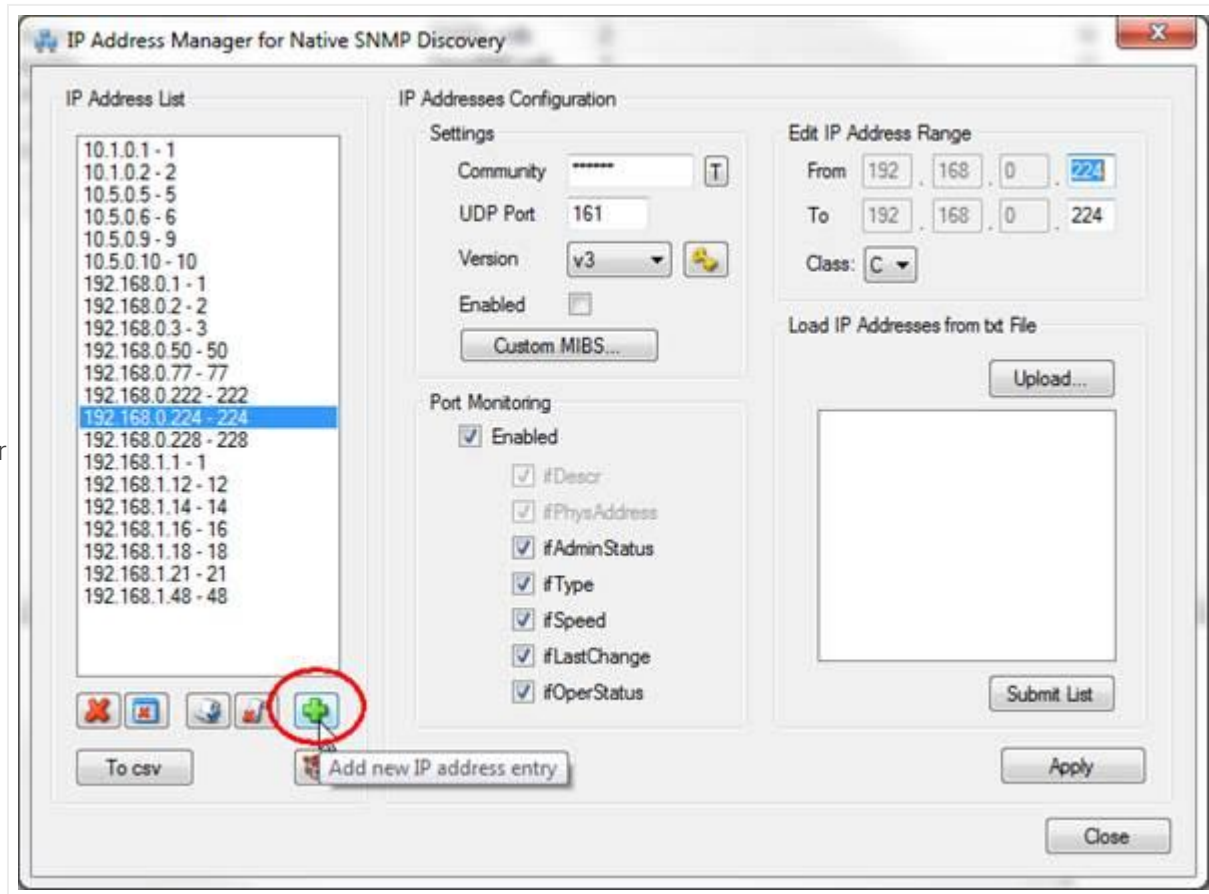 IP Address Manager for Native SNMP Discovery
IP Address List
10.1.0.1 - 1
10.1.0.2 - 2
10.5.0.5 - 5
10.5.0.6 - 6
10.5.0.9 - 9
10.5.0.10 - 10
192.168.0.1 - 1
192.168.0.2 - 2
192.168.0.3 - 3
192.168.0.50 - 50
192.168.0.77 - 77
192.168.0.222 - 222
192.168.0.224 - 224
192.168.0.228 - 228
192.168.1.1 - 1
192.168.1.12 - 12
192.168.1.14 - 14
192.168.1.16 - 16
192.168.1.18 - 18
192.168.1.21 - 21
192.168.1.48 - 48
To csv
Add new IP address entry
IP Addresses Configuration
Settings
Community ****** T
UDP Port 161
Version v3
Enabled
Custom MIBS...
Port Monitoring
Enabled
ifDescr
ifPhysAddress
ifAdminStatus
ifType
ifSpeed
ifLastChange
ifOperStatus
Edit IP Address Range
From 192 . 168 . 0 . 224
To 192 . 168 . 0 . 224
Class: C
Load IP Addresses from txt File
Upload...
Submit List
Apply
Close